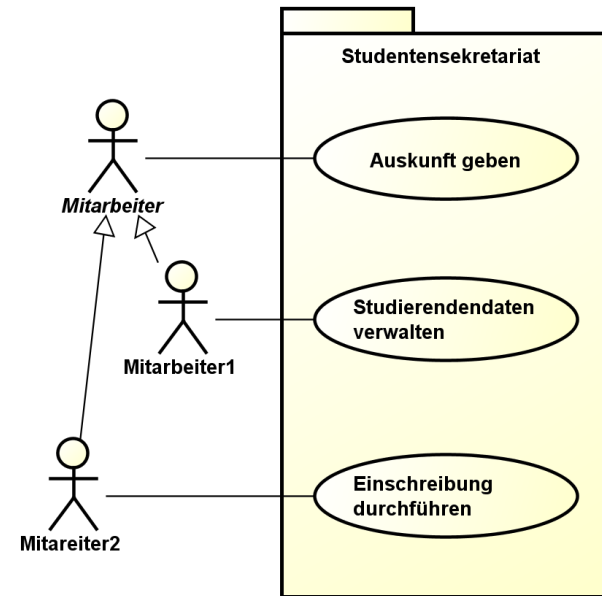 Studentensekretariat
Auskunft geben
Mitarbeiter
Studierendendaten
verwalten
Mitarbeiter1
Einschreibung
durchführen
Mitareiter2